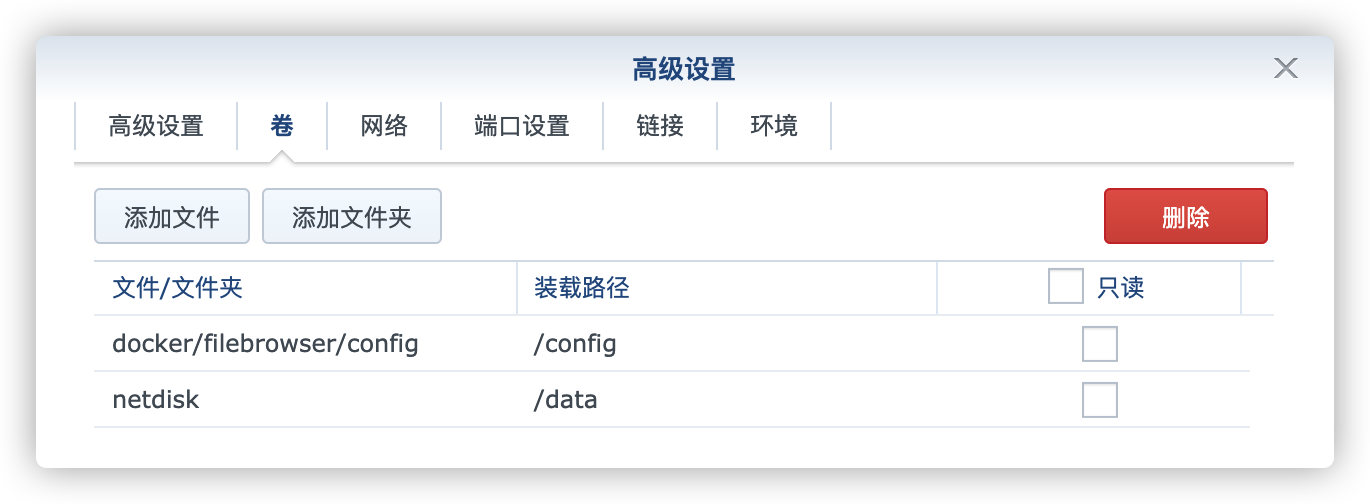 高级设置
高级设置 卷 网络 端口设置 链接 环境
添加文件 添加文件夹 删除
文件/文件夹 装载路径 只读
docker/filebrowser/config /config
netdisk /data